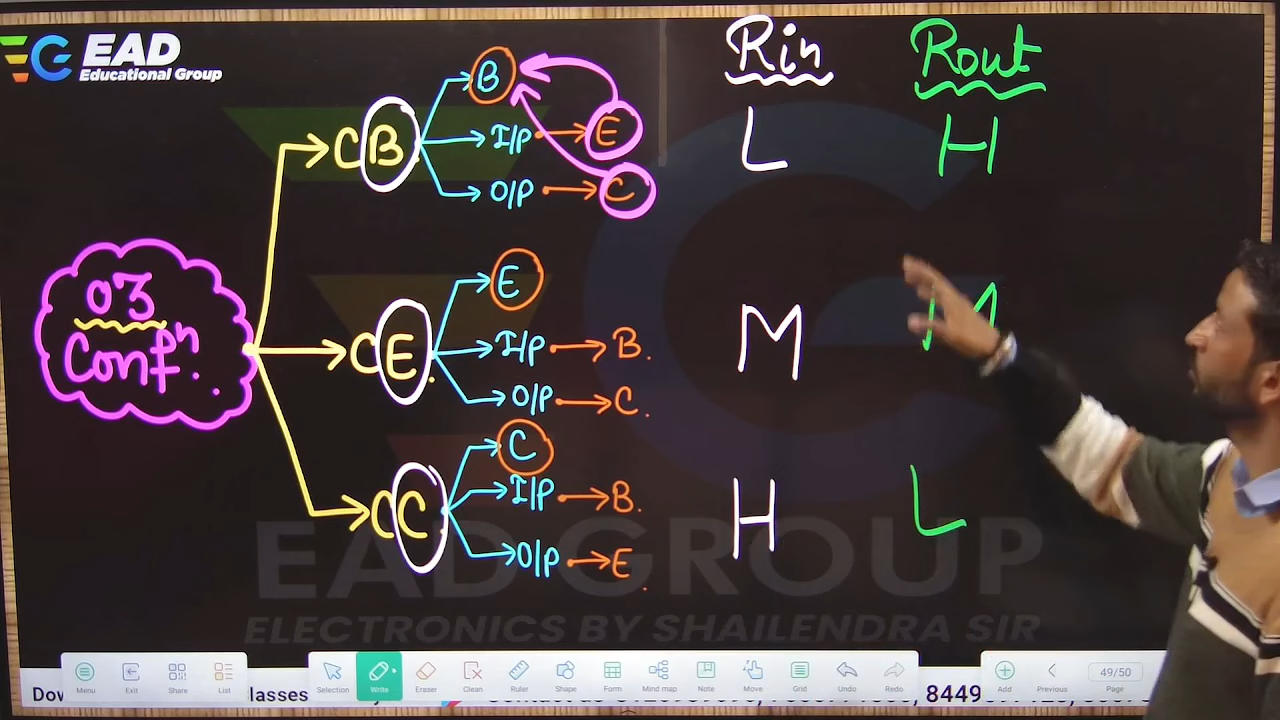 EAD
Educational Group
Rin Rout
CB B
I/P E
O/P C
L H
03
Confⁿ.
CE. E
I/P B.
O/P C.
M M
CC C
I/P B.
O/P E.
H L
EAD GROUP
ELECTRONICS BY SHAILENDRA SIR
Menu Exit Share List Selection Write Eraser Clean Ruler Shape Form Mind map Note Move Grid Undo Redo Add Previous 49/50 Page
lasses 8449